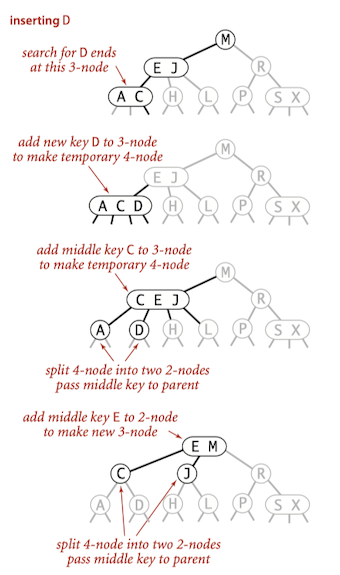 inserting D
M
search for D ends
at this 3-node
E J
R
A C
H
L
P
S X
add new key D to 3-node
to make temporary 4-node
M
E J
R
A C D
H
L
P
S X
add middle key C to 3-node
to make temporary 4-node
M
C E J
R
A
D
H
L
P
S X
split 4-node into two 2-nodes
pass middle key to parent
add middle key E to 2-node
to make new 3-node
E M
C
J
R
A
D
H
L
P
S X
split 4-node into two 2-nodes
pass middle key to parent